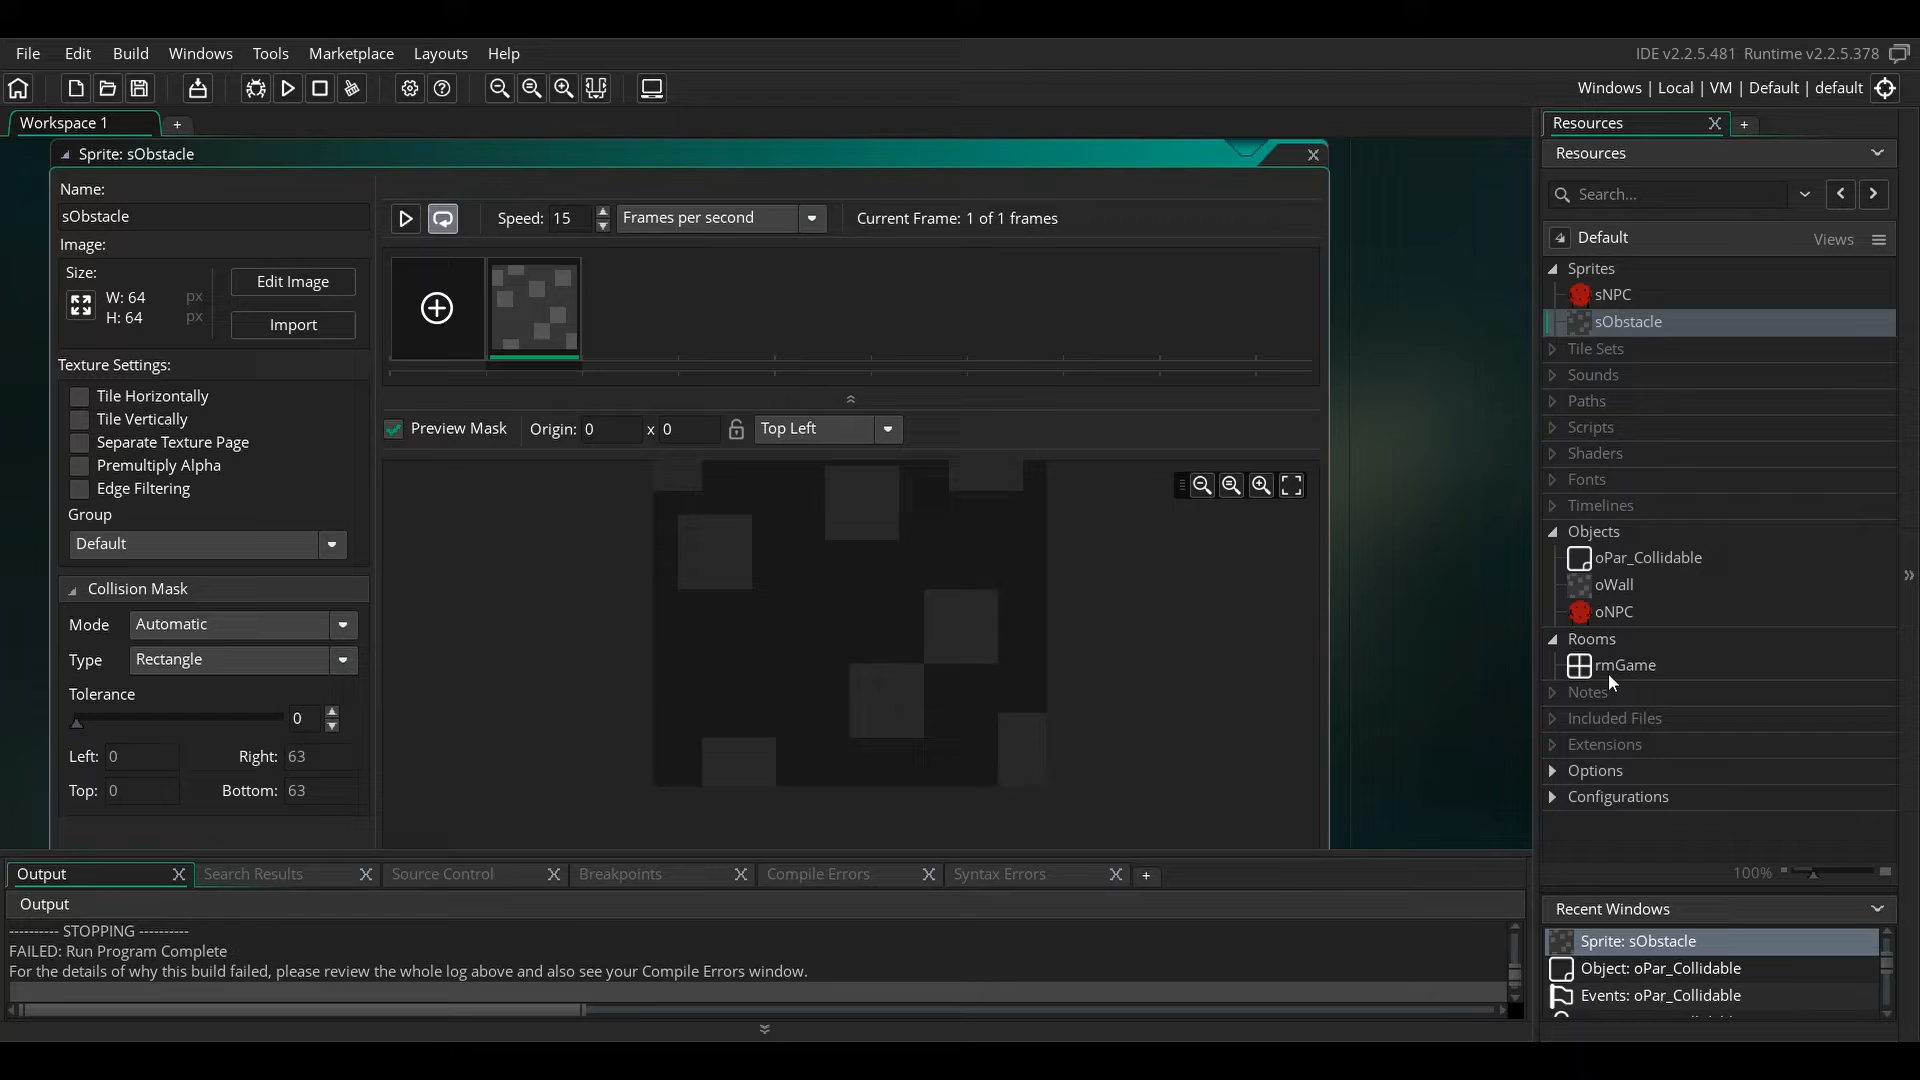 File Edit Build Windows Tools Marketplace Layouts Help IDE v2.2.5.481 Runtime v2.2.5.378
Windows | Local | VM | Default | default
Workspace 1
Sprite: sObstacle
Name:
sObstacle
Image:
Size:
W: 64 px
H: 64 px
Edit Image
Import
Texture Settings:
Tile Horizontally
Tile Vertically
Separate Texture Page
Premultiply Alpha
Edge Filtering
Group
Default
Collision Mask
Mode Automatic
Type Rectangle
Tolerance
0
Left: 0 Right: 63
Top: 0 Bottom: 63
Speed: 15 Frames per second Current Frame: 1 of 1 frames
Preview Mask Origin: 0 x 0 Top Left
Output Search Results Source Control Breakpoints Compile Errors Syntax Errors
Output
---------- STOPPING ----------
FAILED: Run Program Complete
For the details of why this build failed, please review the whole log above and also see your Compile Errors window.
Resources
Resources
Search...
Default Views
Sprites
sNPC
sObstacle
Tile Sets
Sounds
Paths
Scripts
Shaders
Fonts
Timelines
Objects
oPar_Collidable
oWall
oNPC
Rooms
rmGame
Notes
Included Files
Extensions
Options
Configurations
100%
Recent Windows
Sprite: sObstacle
Object: oPar_Collidable
Events: oPar_Collidable